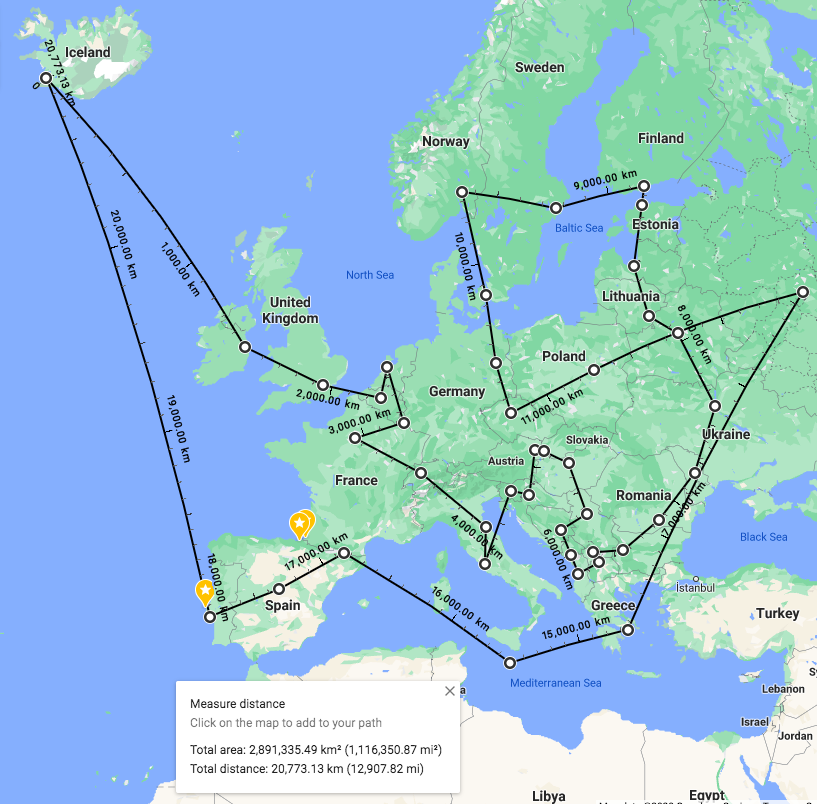 Iceland
20,773.13 km
0
Sweden
Finland
Norway
9,000.00 km
Baltic Sea
Estonia
20,000.00 km
1,000.00 km
10,000.00 km
North Sea
United
Kingdom
Lithuania
8,000.00 km
Poland
Germany
2,000.00 km
11,000.00 km
3,000.00 km
19,000.00 km
Ukraine
Slovakia
Austria
France
Romania
4,000.00 km
17,000.00 km
6,000.00 km
Black Sea
17,000.00 km
18,000.00 km
İstanbul
16,000.00 km
Spain
Greece
Turkey
15,000.00 km
Mediterranean Sea
Lebanon
Israel
Jordan
Measure distance
Click on the map to add to your path
Total area: 2,891,335.49 km² (1,116,350.87 mi²)
Total distance: 20,773.13 km (12,907.82 mi)
Libya
Egypt